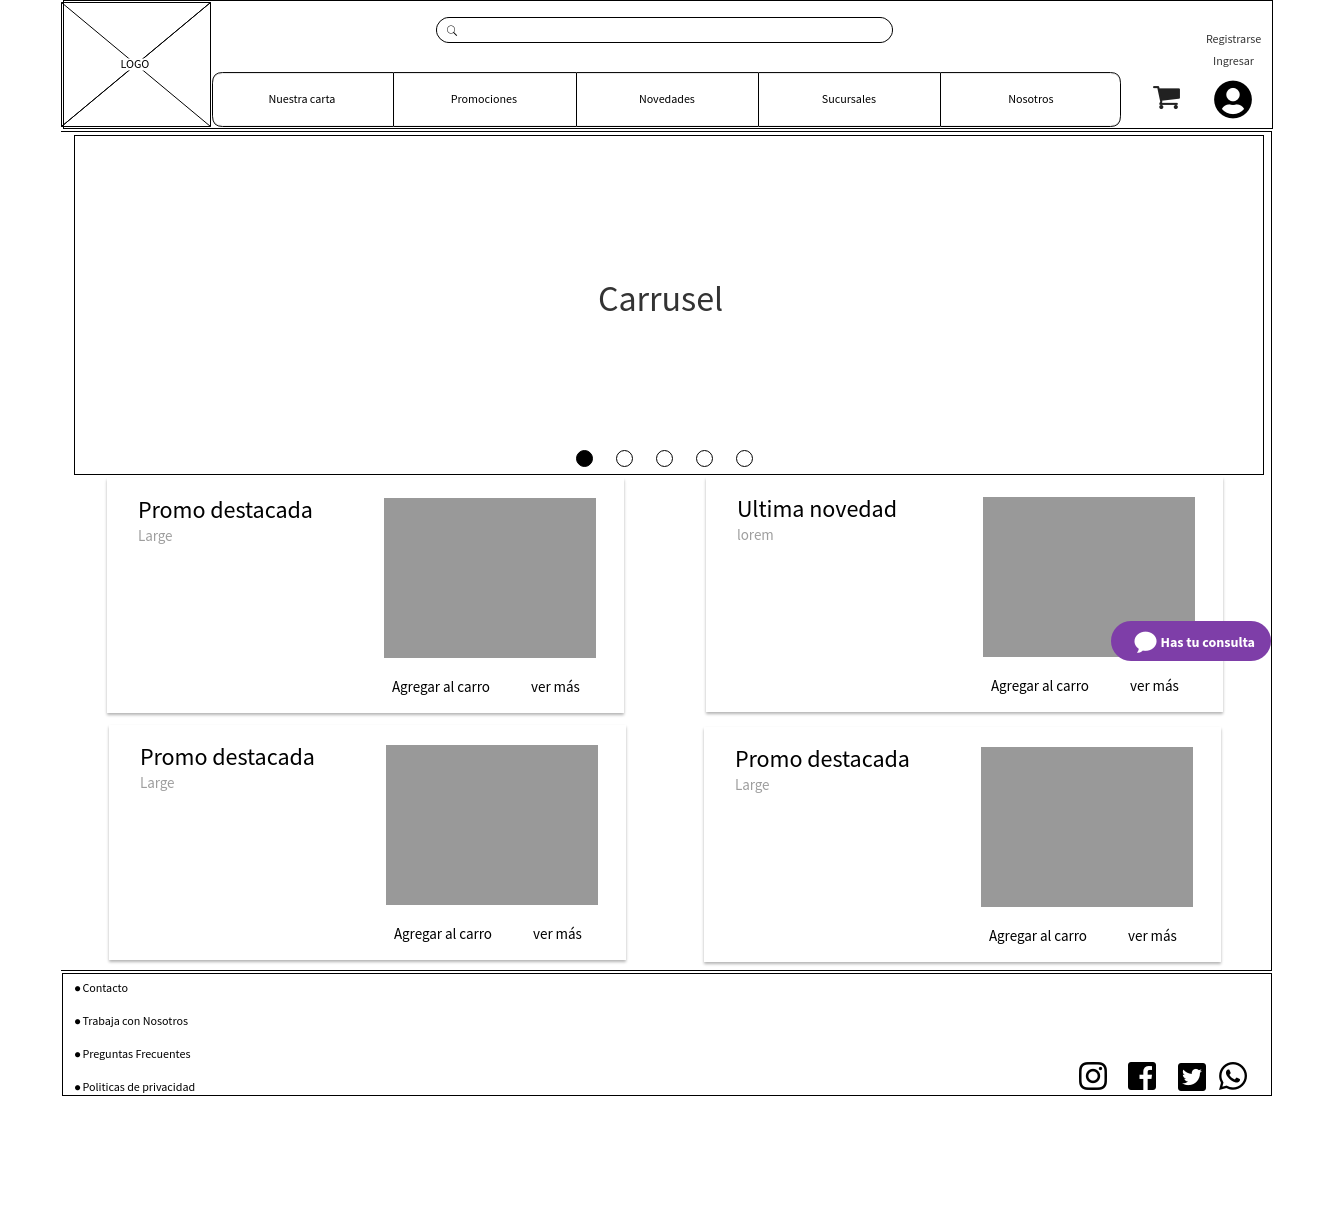 LOGO
Registrarse
Ingresar
Nuestra carta
Promociones
Novedades
Sucursales
Nosotros
Carrusel
Promo destacada
Large
Agregar al carro
ver más
Ultima novedad
lorem
Has tu consulta
Agregar al carro
ver más
Promo destacada
Large
Agregar al carro
ver más
Promo destacada
Large
Agregar al carro
ver más
● Contacto
● Trabaja con Nosotros
● Preguntas Frecuentes
● Politicas de privacidad